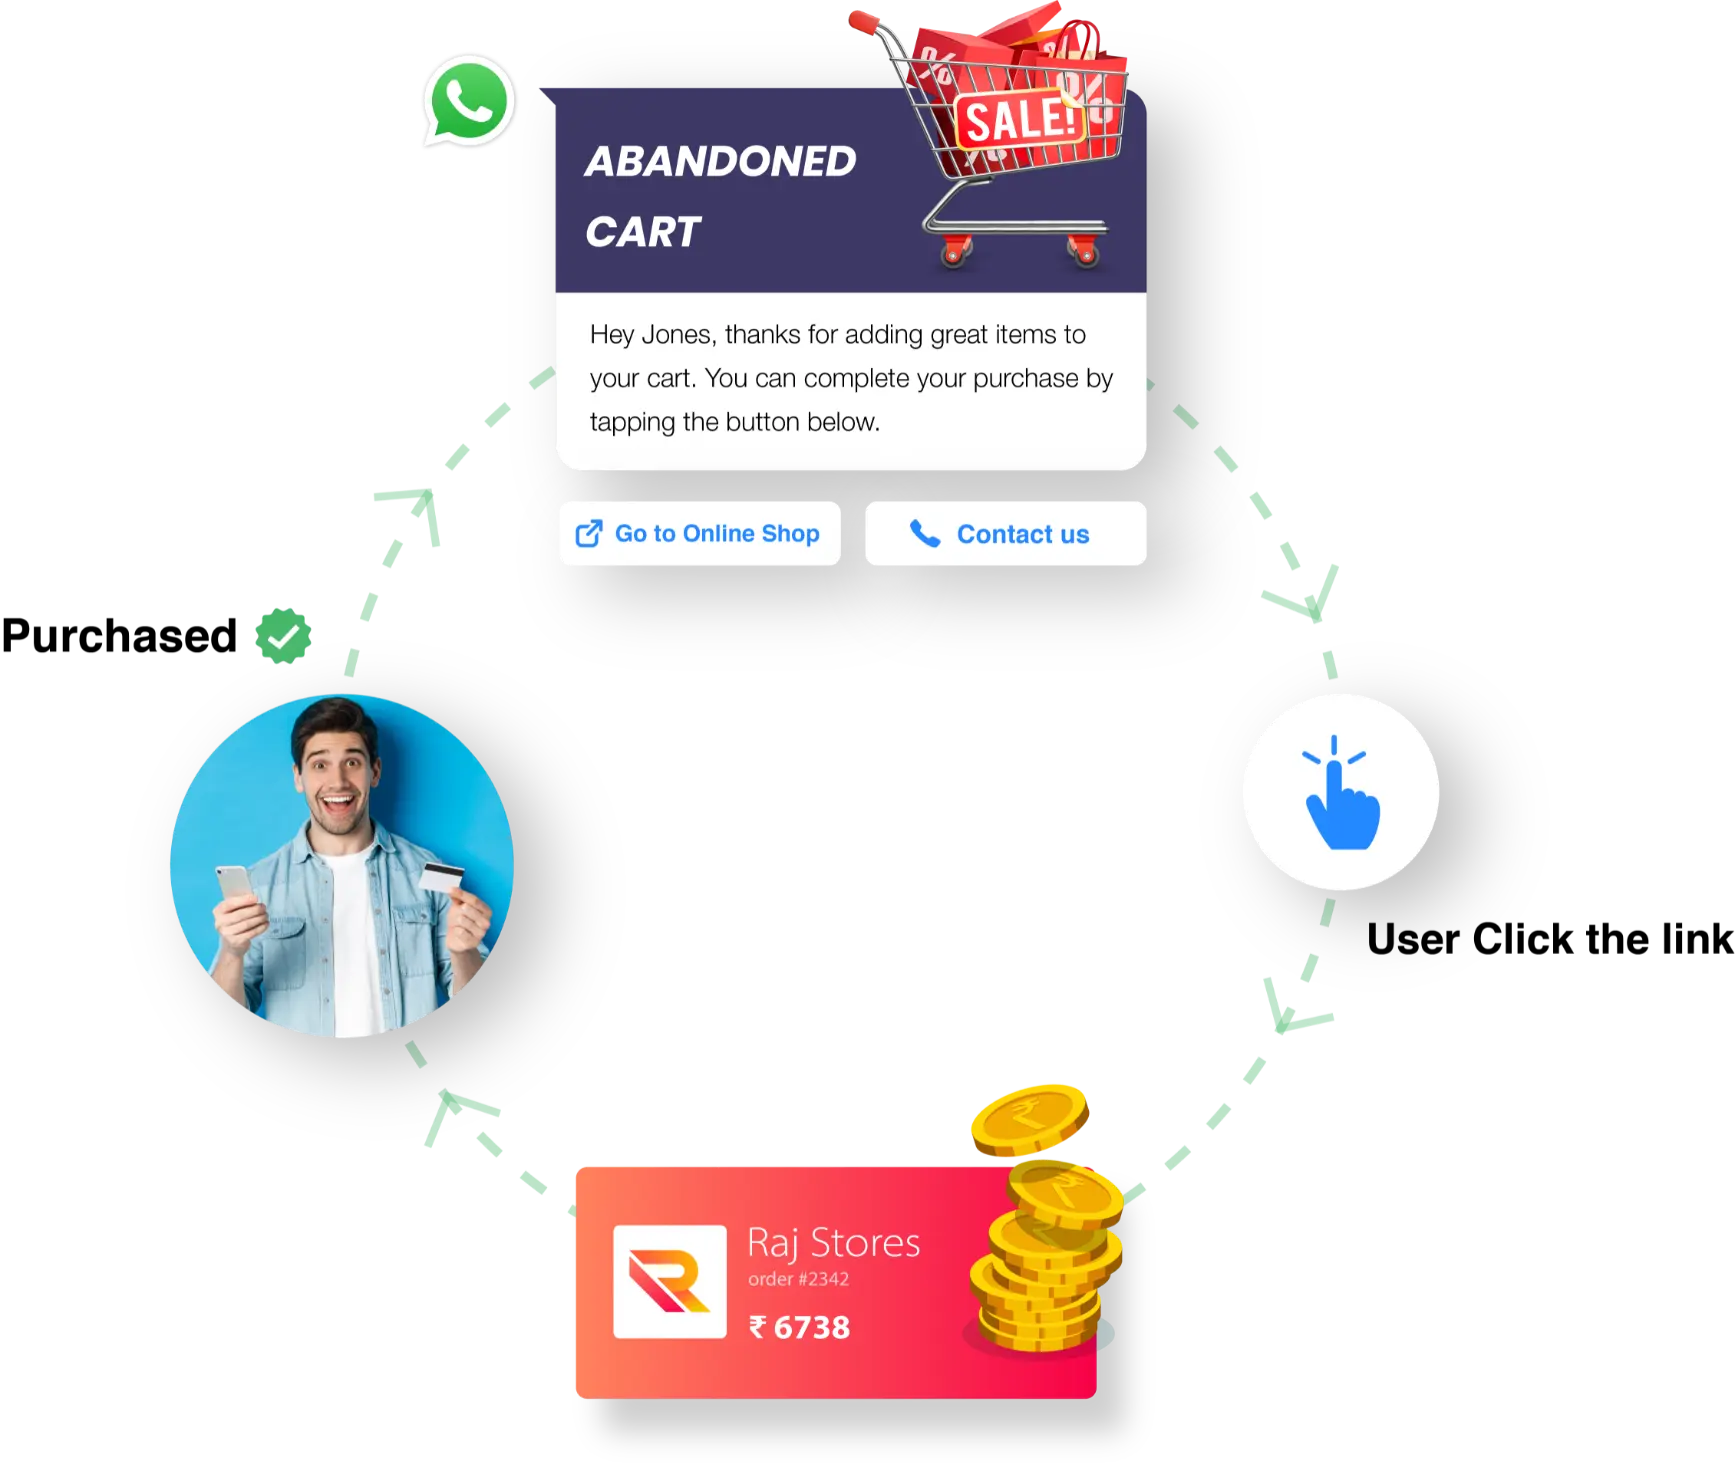 SALE!
%
%
%
%
ABANDONED
CART
Hey Jones, thanks for adding great items to
your cart. You can complete your purchase by
tapping the button below.
Go to Online Shop
Contact us
Purchased
User Click the link
R
Raj Stores
order #2342
₹ 6738
₹
₹